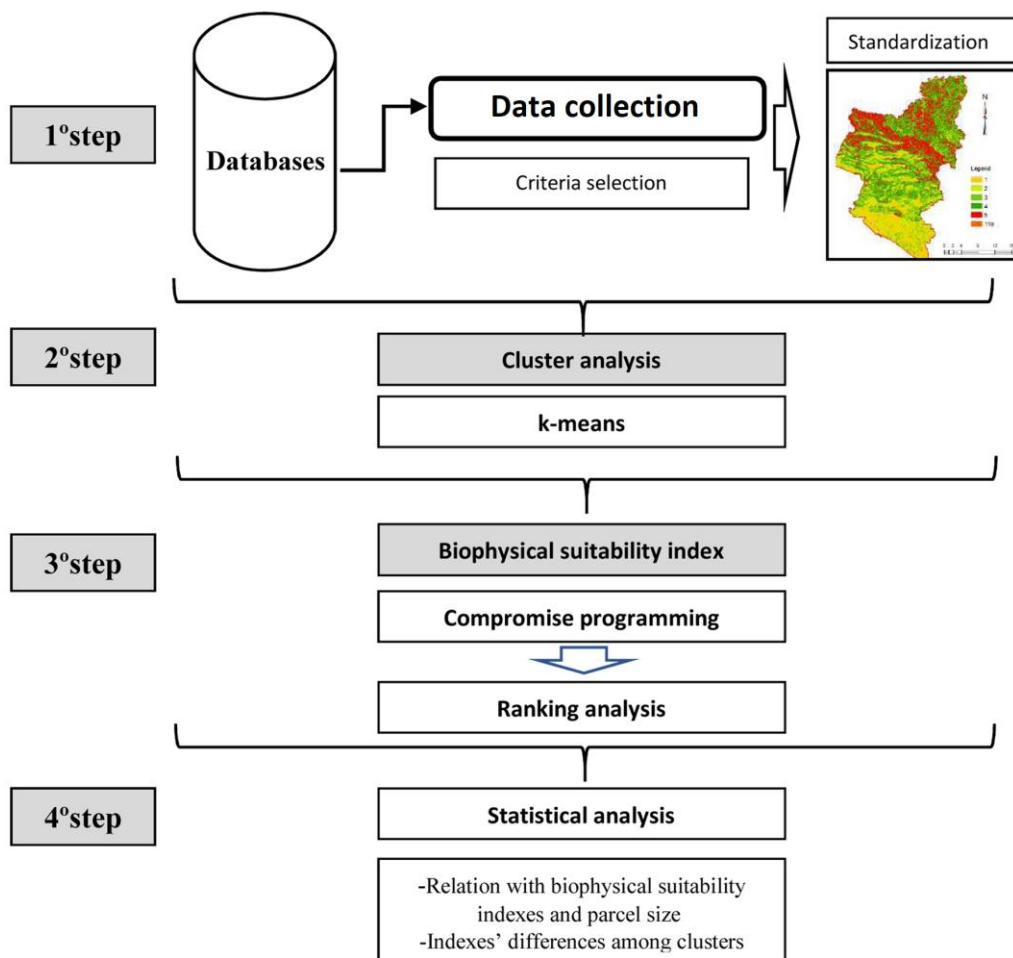 Standardization
1ºstep
Databases
Data collection
Criteria selection
N
Legend
1
2
3
4
5
2ºstep
Cluster analysis
k-means
3ºstep
Biophysical suitability index
Compromise programming
Ranking analysis
4ºstep
Statistical analysis
-Relation with biophysical suitability
indexes and parcel size
-Indexes’ differences among clusters